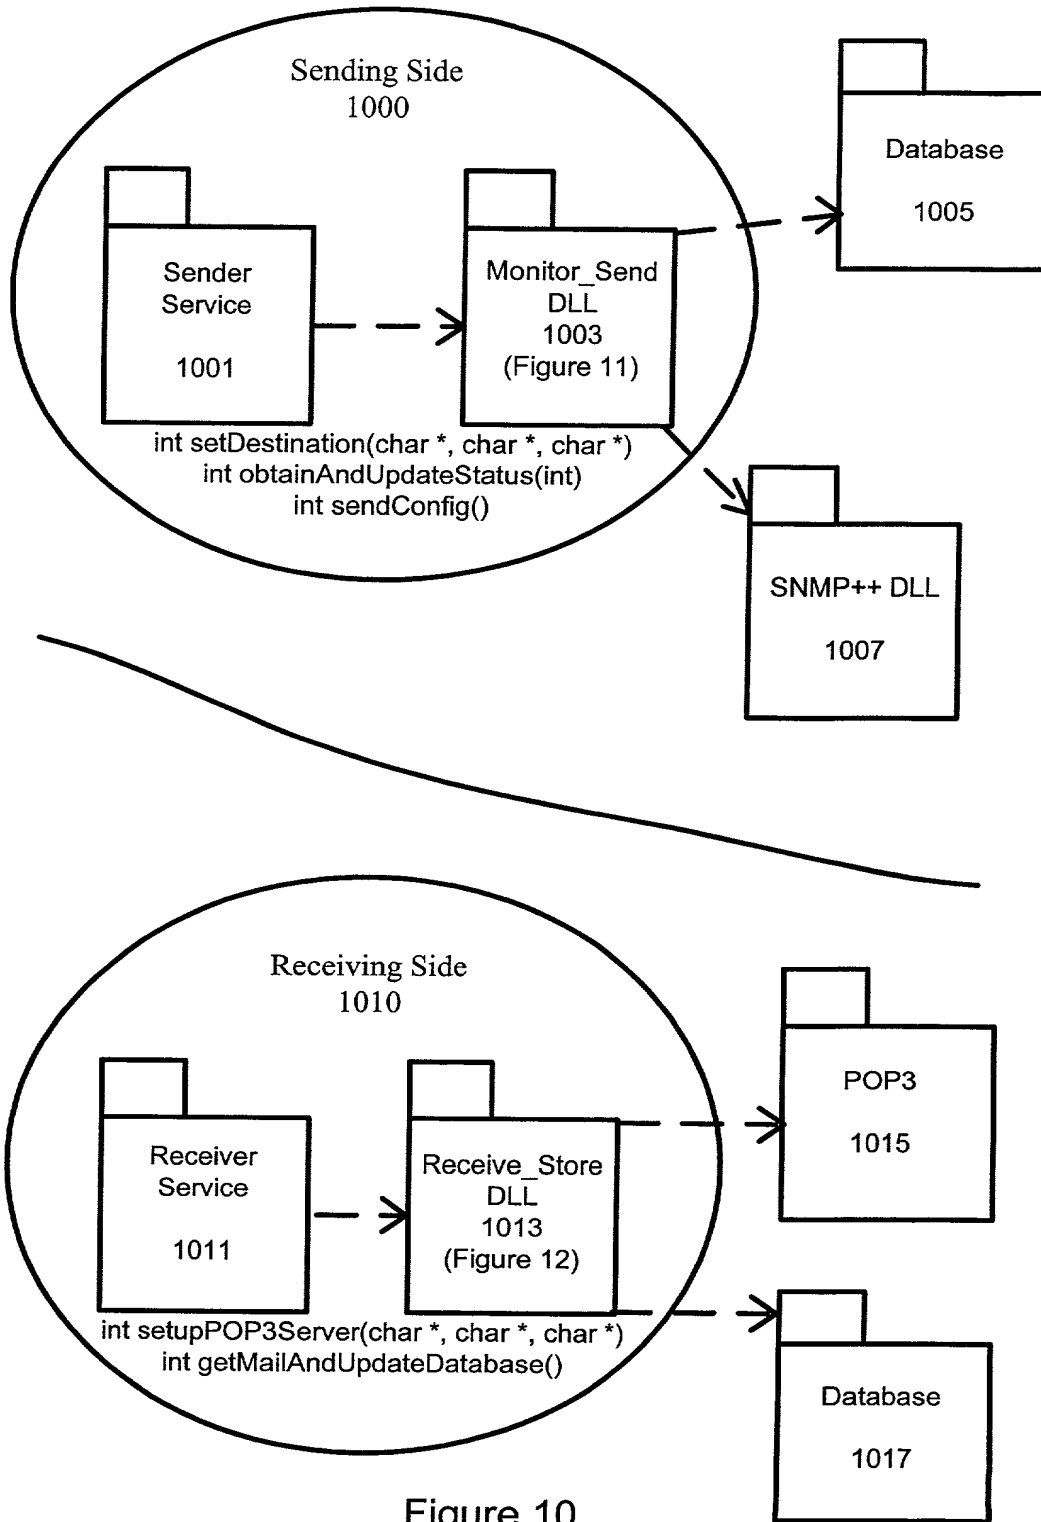 Sending Side
1000
Database
1005
Sender
Service
1001
Monitor_Send
DLL
1003
(Figure 11)
int setDestination(char *, char *, char *)
int obtainAndUpdateStatus(int)
int sendConfig()
SNMP++ DLL
1007
Receiving Side
1010
POP3
1015
Receiver
Service
1011
Receive_Store
DLL
1013
(Figure 12)
int setupPOP3Server(char *, char *, char *)
int getMailAndUpdateDatabase()
Database
1017
Figure 10